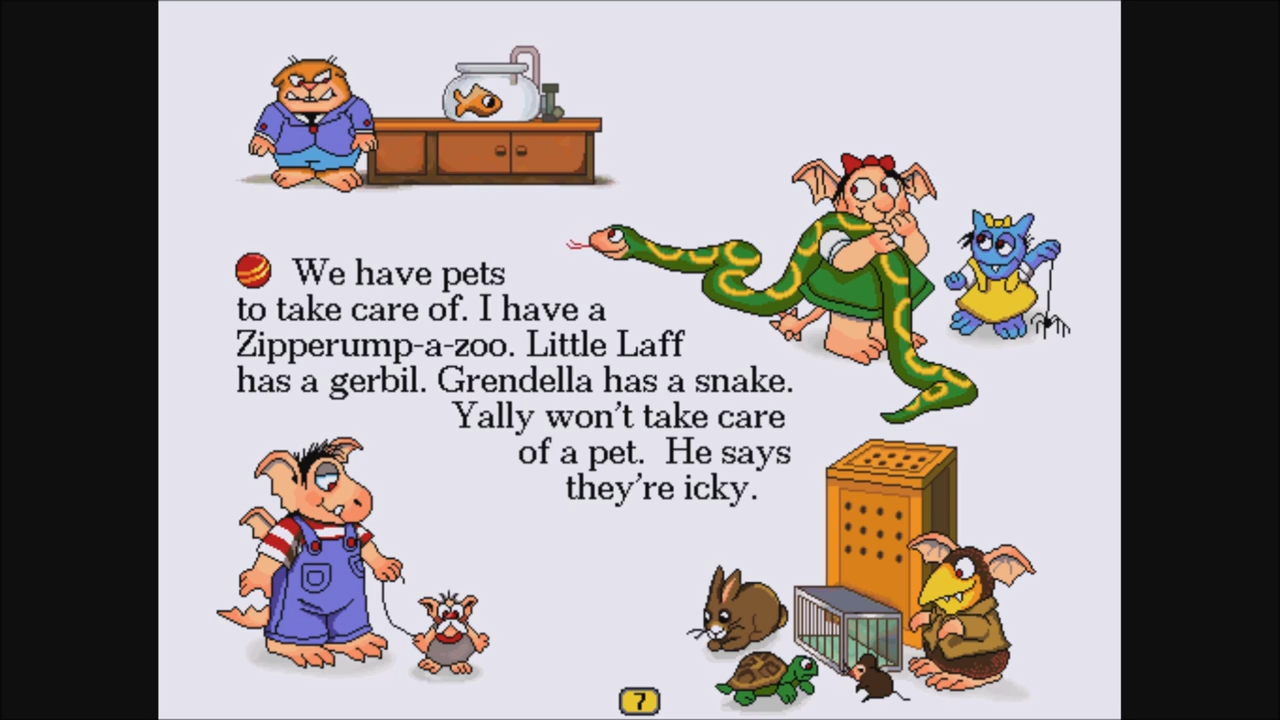 We have pets
to take care of. I have a
Zipperump-a-zoo. Little Laff
has a gerbil. Grendella has a snake.
Yally won't take care
of a pet. He says
they're icky.
7